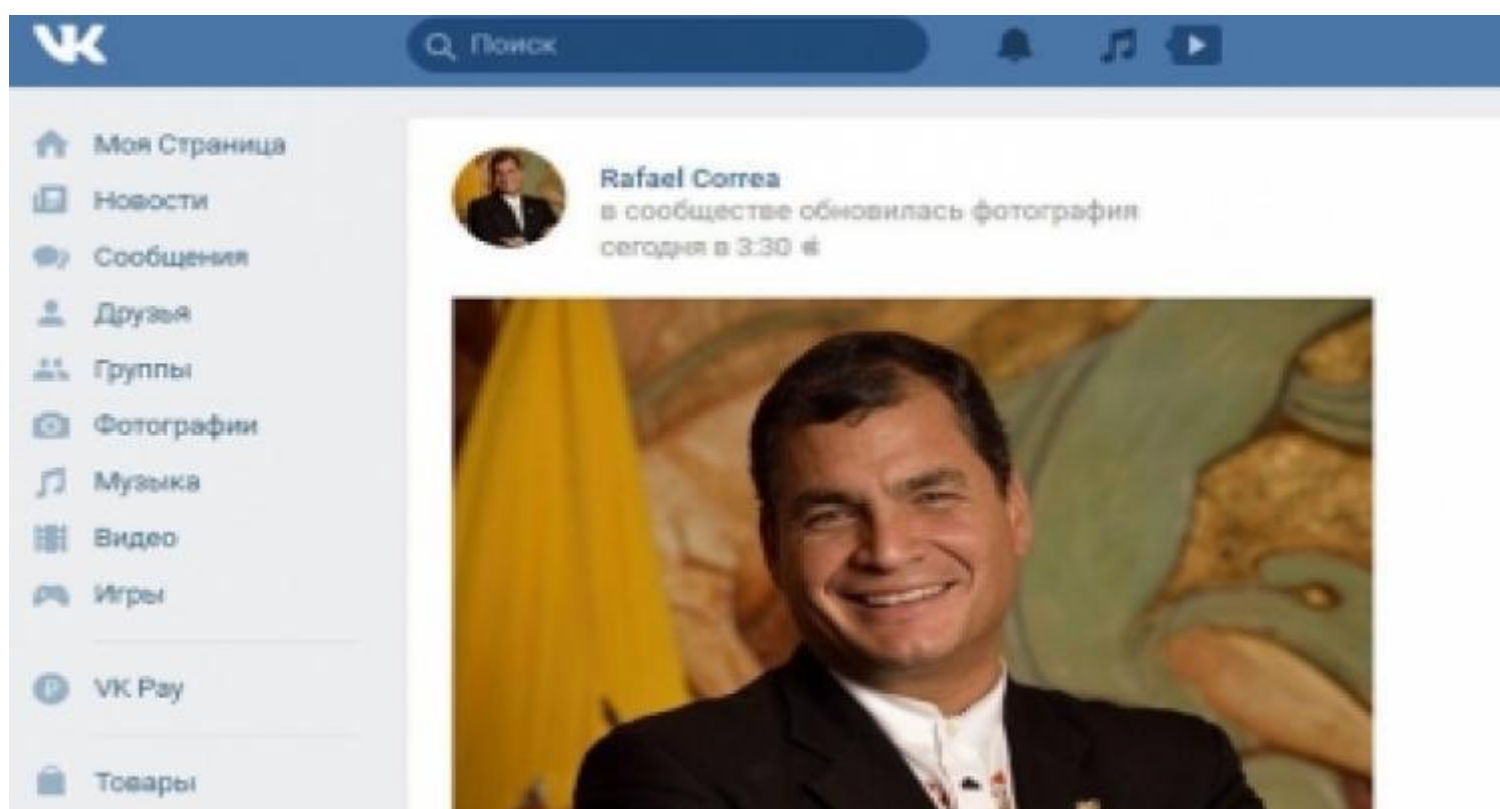 VK
Поиск
Моя Страница
Новости
Сообщения
Друзья
Группы
Фотографии
Музыка
Видео
Игры
VK Pay
Товары
Rafael Correa
в сообществе обновилась фотография
сегодня в 3:30